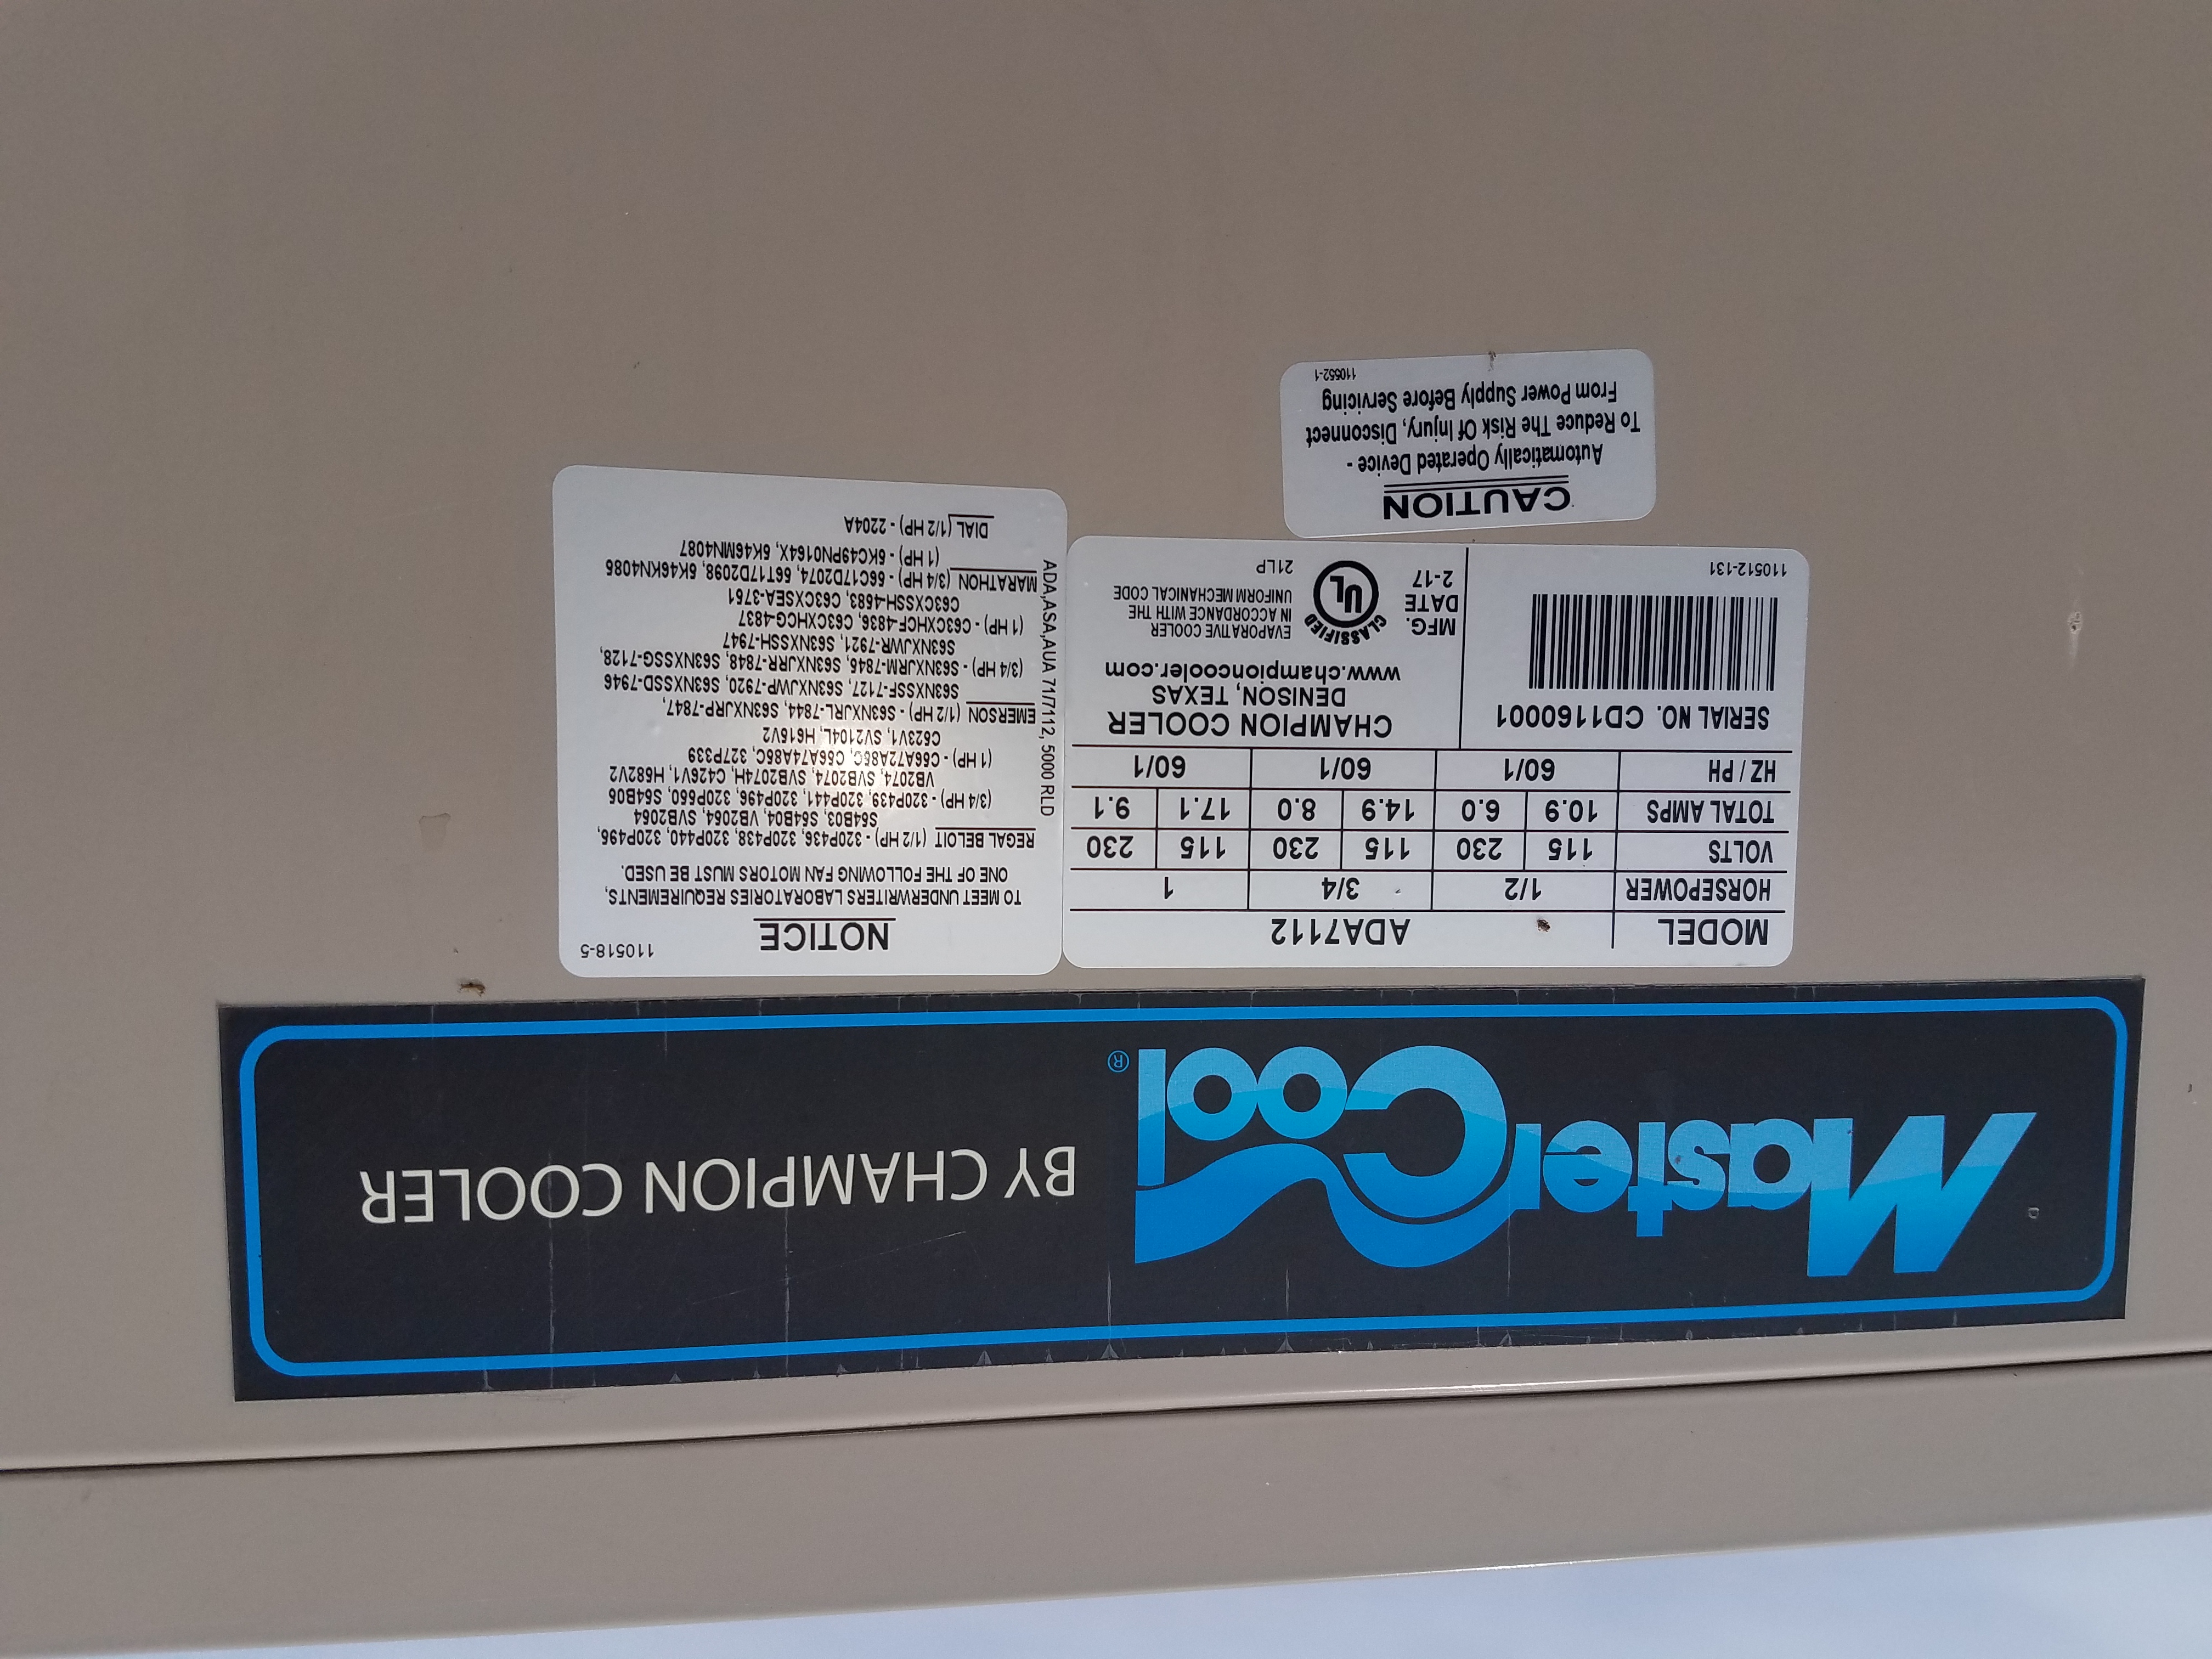 MasterCool® BY CHAMPION COOLER
MODEL ADA7112
HORSEPOWER 1/2 3/4 1
VOLTS 115 230 115 230 115 230
TOTAL AMPS 10.9 6.0 14.9 8.0 17.1 9.1
HZ / PH 60/1 60/1 60/1
SERIAL NO. CD1160001
110512-131
CHAMPION COOLER
DENISON, TEXAS
www.championcooler.com
MFG.
DATE
2-17
CLASSIFIED
UL
EVAPORATIVE COOLER
IN ACCORDANCE WITH THE
UNIFORM MECHANICAL CODE
21LP
110518-5
NOTICE
TO MEET UNDERWRITERS LABORATORIES REQUIREMENTS,
ONE OF THE FOLLOWING FAN MOTORS MUST BE USED.
REGAL BELOIT (1/2 HP) - 320P436, 320P438, 320P440, 320P495,
S54B03, S54B04, VB2054, SVB2054
(3/4 HP) - 320P439, 320P441, 320P496, 320P550, S54B05
VB2074, SVB2074, SVB2074H, C426V1, H582V2
(1 HP) - C56A72A85C, C56A74A85C, 327P339
C523V1, SV2104L, H615V2
EMERSON (1/2 HP) - S63NXJRL-7844, S63NXJRP-7847,
S63NXSSF-7127, S63NXJWP-7920, S63NXSSD-7946
(3/4 HP) - S63NXJRM-7845, S63NXJRR-7848, S63NXSSG-7128,
S63NXJWR-7921, S63NXSSH-7947
(1 HP) - C63CXHCF-4836, C63CXHCG-4837
C63CXSSH-4583, C63CXSEA-3751
MARATHON (3/4 HP) - 56C17D2074, 56T17D2098, 5K46KN4085
(1 HP) - 5KC49PN0164X, 5K46MN4087
DIAL (1/2 HP) - 2204A
ADA,ASA,AUA 71/7112, 5000 RLD
CAUTION
Automatically Operated Device -
To Reduce The Risk Of Injury, Disconnect
From Power Supply Before Servicing
110552-1